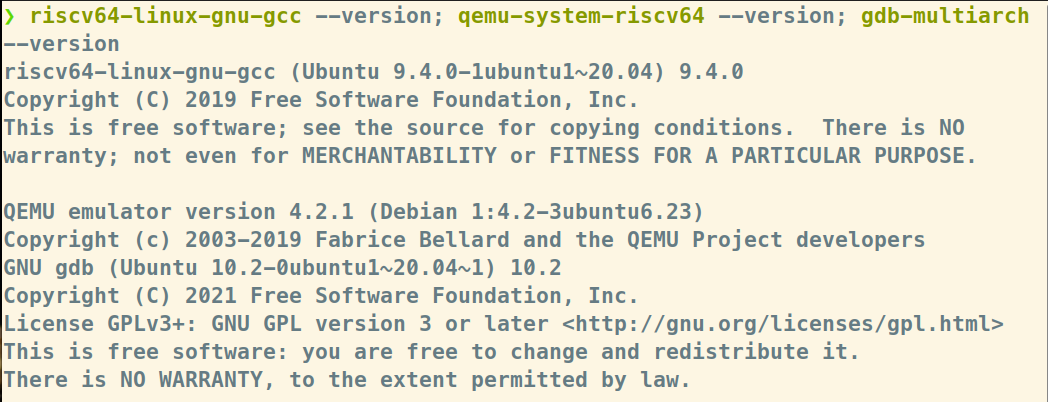 ❯ riscv64-linux-gnu-gcc --version; qemu-system-riscv64 --version; gdb-multiarch
--version
riscv64-linux-gnu-gcc (Ubuntu 9.4.0-1ubuntu1~20.04) 9.4.0
Copyright (C) 2019 Free Software Foundation, Inc.
This is free software; see the source for copying conditions.  There is NO
warranty; not even for MERCHANTABILITY or FITNESS FOR A PARTICULAR PURPOSE.

QEMU emulator version 4.2.1 (Debian 1:4.2-3ubuntu6.23)
Copyright (c) 2003-2019 Fabrice Bellard and the QEMU Project developers
GNU gdb (Ubuntu 10.2-0ubuntu1~20.04~1) 10.2
Copyright (C) 2021 Free Software Foundation, Inc.
License GPLv3+: GNU GPL version 3 or later <http://gnu.org/licenses/gpl.html>
This is free software: you are free to change and redistribute it.
There is NO WARRANTY, to the extent permitted by law.